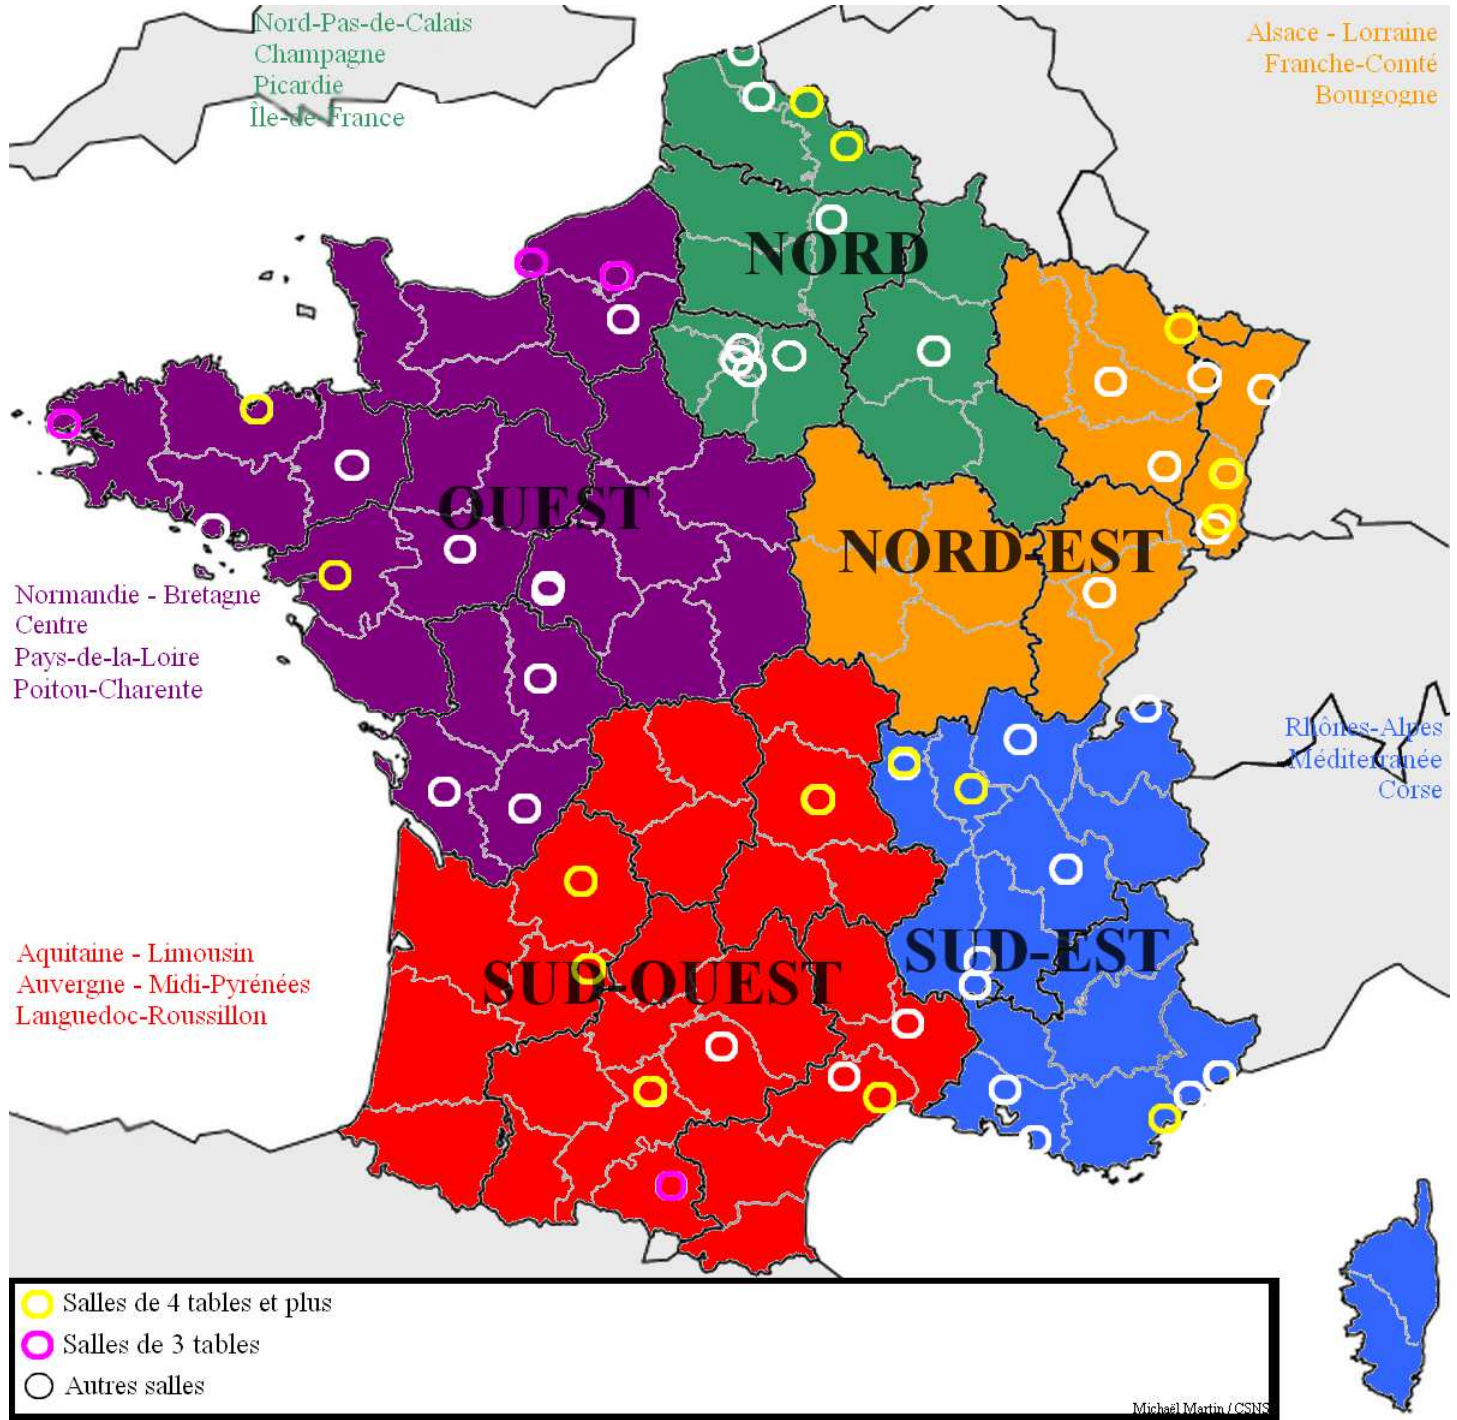 Nord-Pas-de-Calais
Champagne
Picardie
Île-de-France
Alsace - Lorraine
Franche-Comté
Bourgogne
NORD
OUEST
NORD-EST
Normandie - Bretagne
Centre
Pays-de-la-Loire
Poitou-Charente
Rhônes-Alpes
Méditerranée
Corse
SUD-EST
SUD-OUEST
Aquitaine - Limousin
Auvergne - Midi-Pyrénées
Languedoc-Roussillon
Salles de 4 tables et plus
Salles de 3 tables
Autres salles
Michaël Martin / CSNS